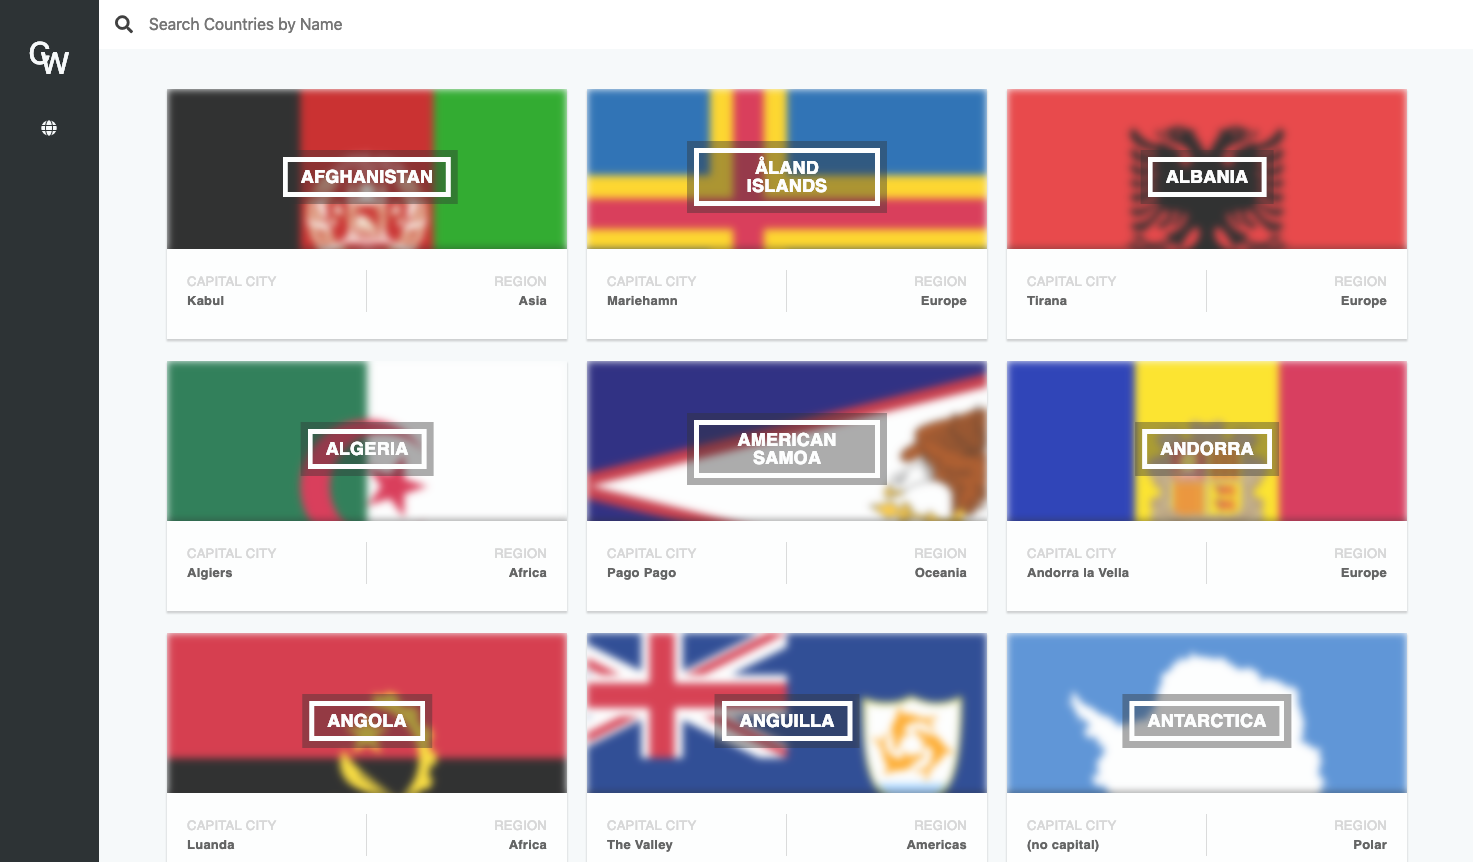 CW
Search Countries by Name
AFGHANISTAN
CAPITAL CITY REGION
Kabul Asia
ÅLAND
ISLANDS
CAPITAL CITY REGION
Mariehamn Europe
ALBANIA
CAPITAL CITY REGION
Tirana Europe
ALGERIA
CAPITAL CITY REGION
Algiers Africa
AMERICAN
SAMOA
CAPITAL CITY REGION
Pago Pago Oceania
ANDORRA
CAPITAL CITY REGION
Andorra la Vella Europe
ANGOLA
CAPITAL CITY REGION
Luanda Africa
ANGUILLA
CAPITAL CITY REGION
The Valley Americas
ANTARCTICA
CAPITAL CITY REGION
(no capital) Polar